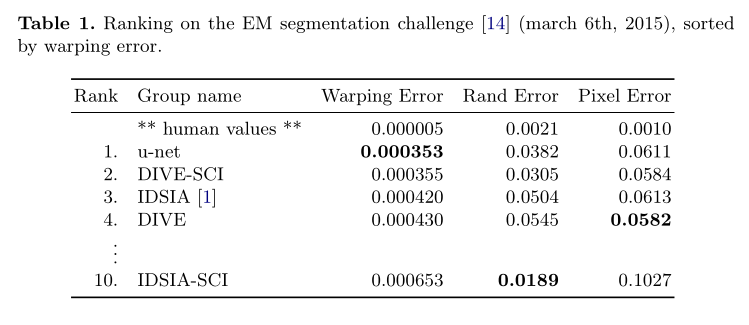 Table 1. Ranking on the EM segmentation challenge [14] (march 6th, 2015), sorted
by warping error.
Rank Group name Warping Error Rand Error Pixel Error
** human values ** 0.000005 0.0021 0.0010
1. u-net 0.000353 0.0382 0.0611
2. DIVE-SCI 0.000355 0.0305 0.0584
3. IDSIA [1] 0.000420 0.0504 0.0613
4. DIVE 0.000430 0.0545 0.0582
⋮
10. IDSIA-SCI 0.000653 0.0189 0.1027